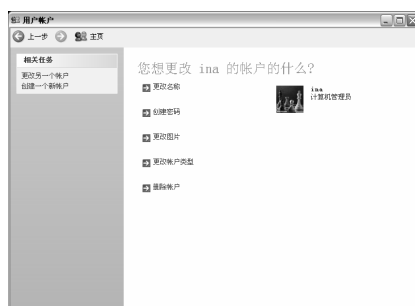 用户帐户
上一步 主页
相关任务
更改另一个帐户
创建一个新帐户
您想更改 ina 的帐户的什么?
更改名称
创建密码
更改图片
更改帐户类型
删除帐户
ina
计算机管理员